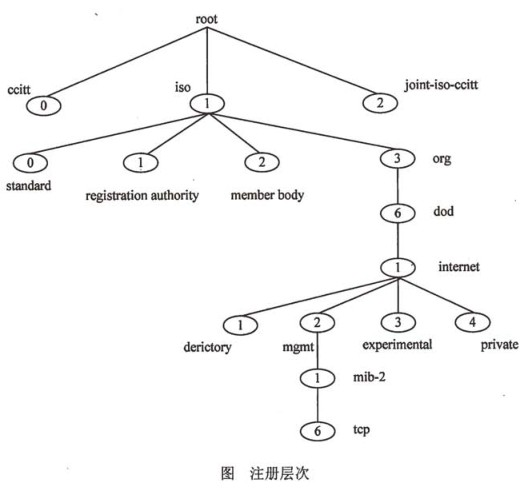 root
ccitt
iso
joint-iso-ccitt
0
1
2
0
1
2
3
org
standard
registration authority
member body
6
dod
1
internet
1
2
3
4
derictory
mgmt
experimental
private
1
mib-2
6
tcp
图 注册层次